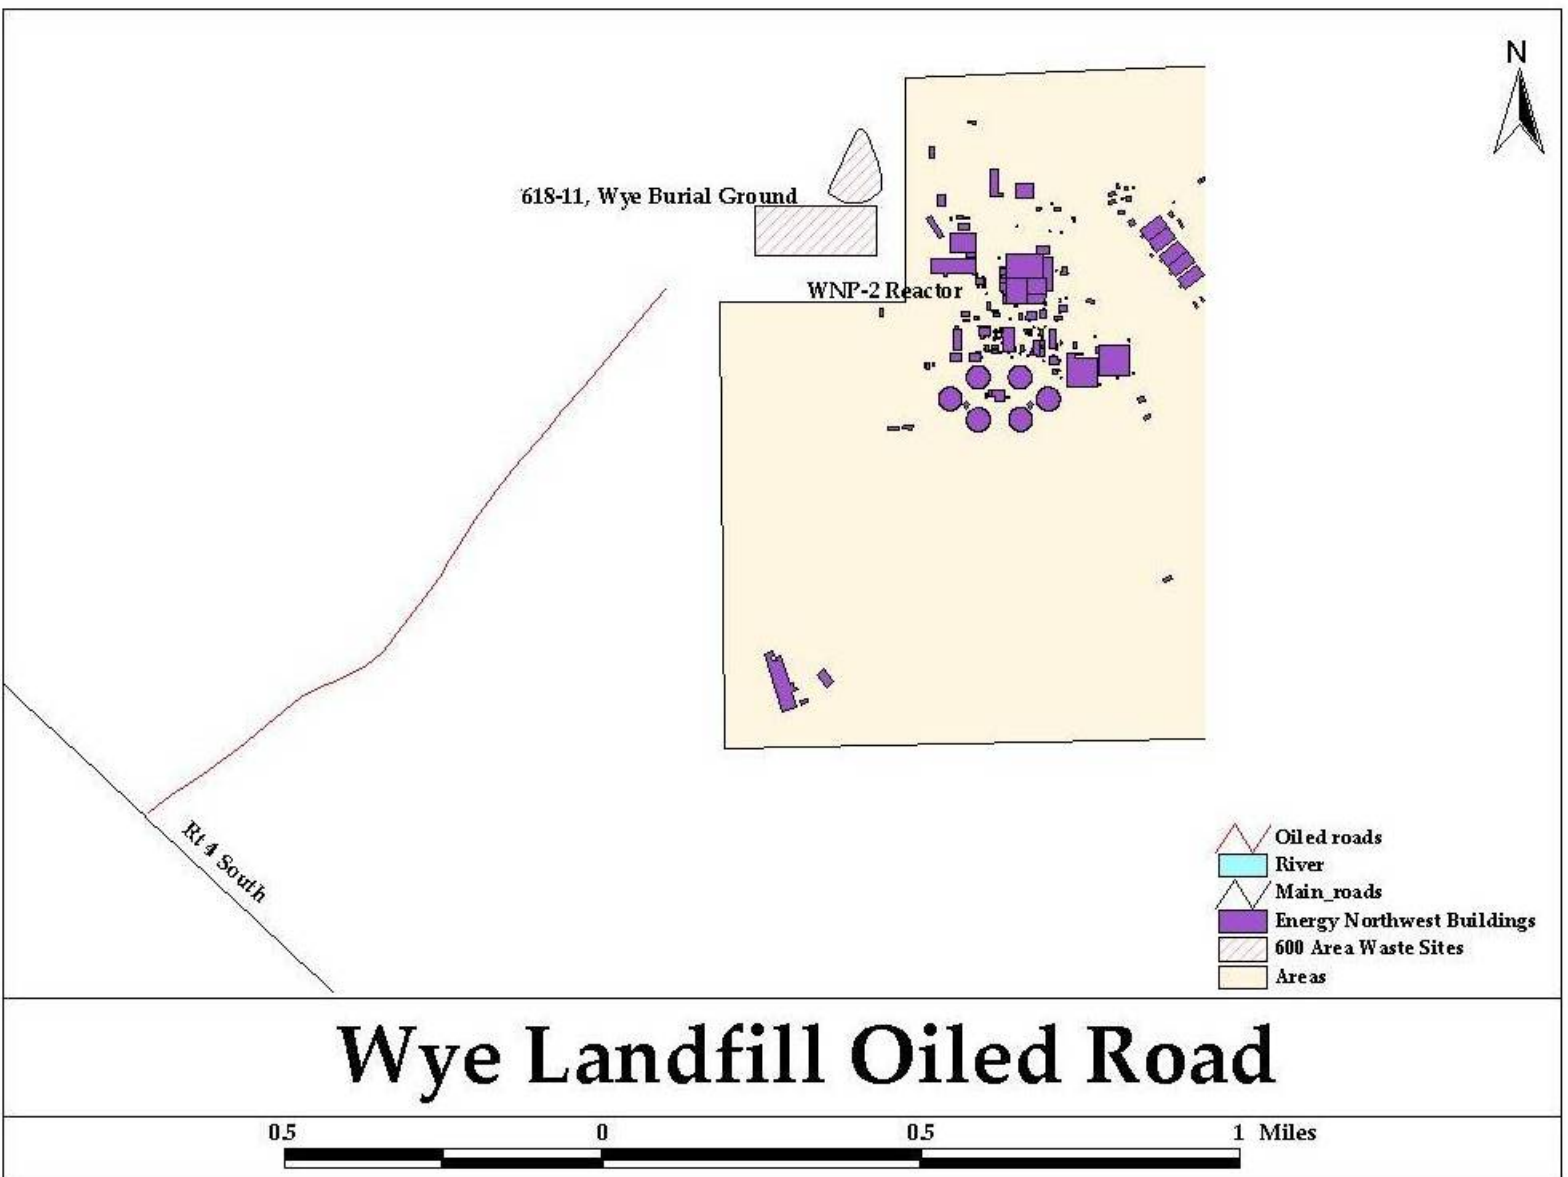 N
618-11, Wye Burial Ground
WNP-2 Reactor
Rt 4 South
Oiled roads
River
Main_roads
Energy Northwest Buildings
600 Area Waste Sites
Areas
Wye Landfill Oiled Road
0.5 0 0.5 1 Miles